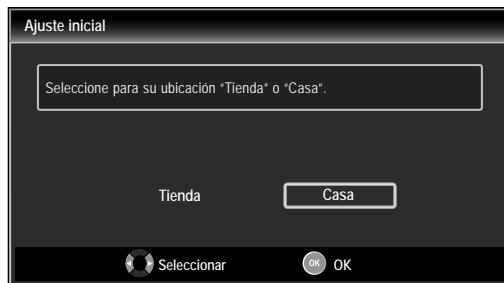 Ajuste inicial
Seleccione para su ubicación “Tienda” o “Casa”.
Tienda Casa
Seleccionar OK OK